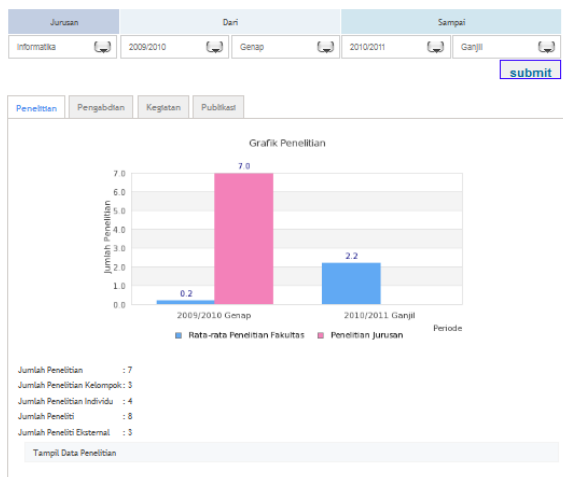 Jurusan Dari Sampai
Informatika 2009/2010 Genap 2010/2011 Ganjil
submit
Penelitian Pengabdian Kegiatan Publikasi
Grafik Penelitian
Jumlah Penelitian
7.0
6.0
5.0
4.0
3.0
2.0
1.0
0.0
7.0
0.2
2.2
2009/2010 Genap 2010/2011 Ganjil
Periode
Rata-rata Penelitian Fakultas Penelitian Jurusan
Jumlah Penelitian : 7
Jumlah Penelitian Kelompok : 3
Jumlah Penelitian Individu : 4
Jumlah Peneliti : 8
Jumlah Peneliti Eksternal : 3
Tampil Data Penelitian